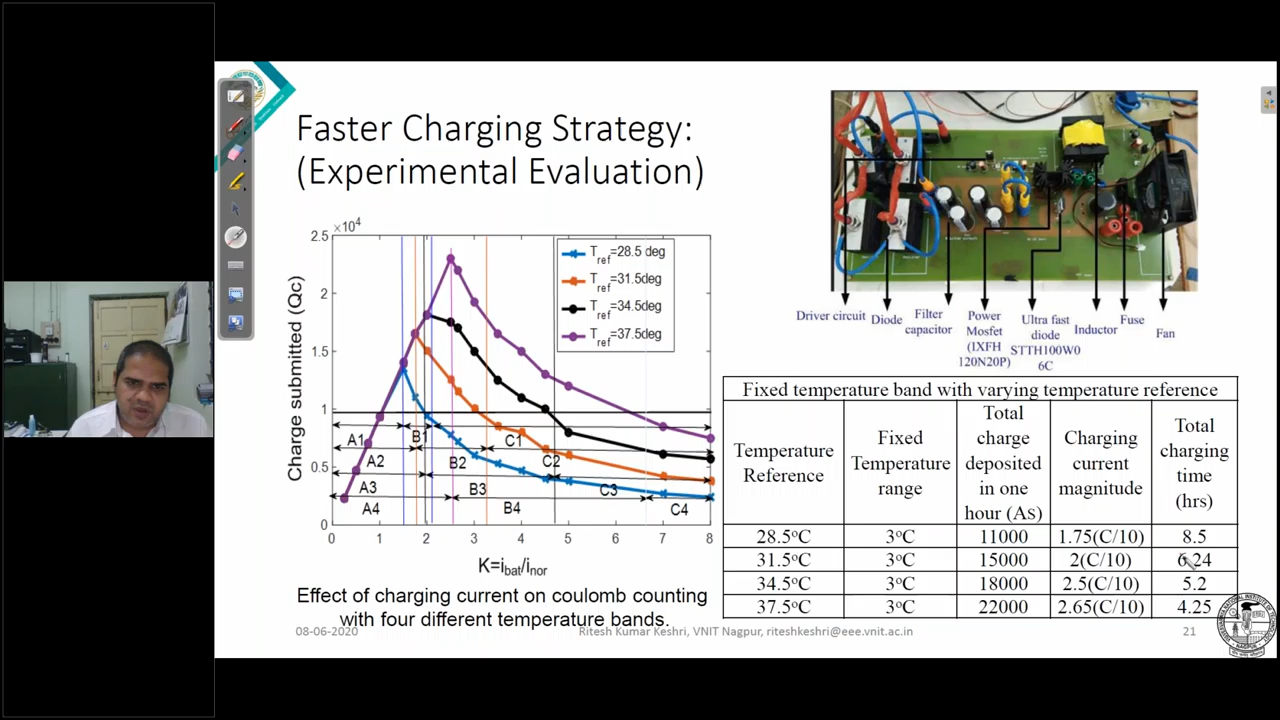 Faster Charging Strategy:
(Experimental Evaluation)
×10⁴
2.5
2
1.5
1
0.5
0
Charge submitted (Qc)
T_ref=28.5 deg
T_ref=31.5deg
T_ref=34.5deg
T_ref=37.5deg
A1 B1 C1
A2 B2 C2
A3 B3 C3
A4 B4 C4
0 1 2 3 4 5 6 7 8
K=i_bat/i_nor
Effect of charging current on coulomb counting
with four different temperature bands.
Driver circuit
Diode
Filter
capacitor
Power
Mosfet
(IXFH
120N20P)
Ultra fast
diode
STTH100W0
6C
Inductor
Fuse
Fan
Fixed temperature band with varying temperature reference
Temperature
Reference
Fixed
Temperature
range
Total
charge
deposited
in one
hour (As)
Charging
current
magnitude
Total
charging
time
(hrs)
28.5°C 3°C 11000 1.75(C/10) 8.5
31.5°C 3°C 15000 2(C/10) 6.24
34.5°C 3°C 18000 2.5(C/10) 5.2
37.5°C 3°C 22000 2.65(C/10) 4.25
08-06-2020
Ritesh Kumar Keshri, VNIT Nagpur, riteshkeshri@eee.vnit.ac.in
21